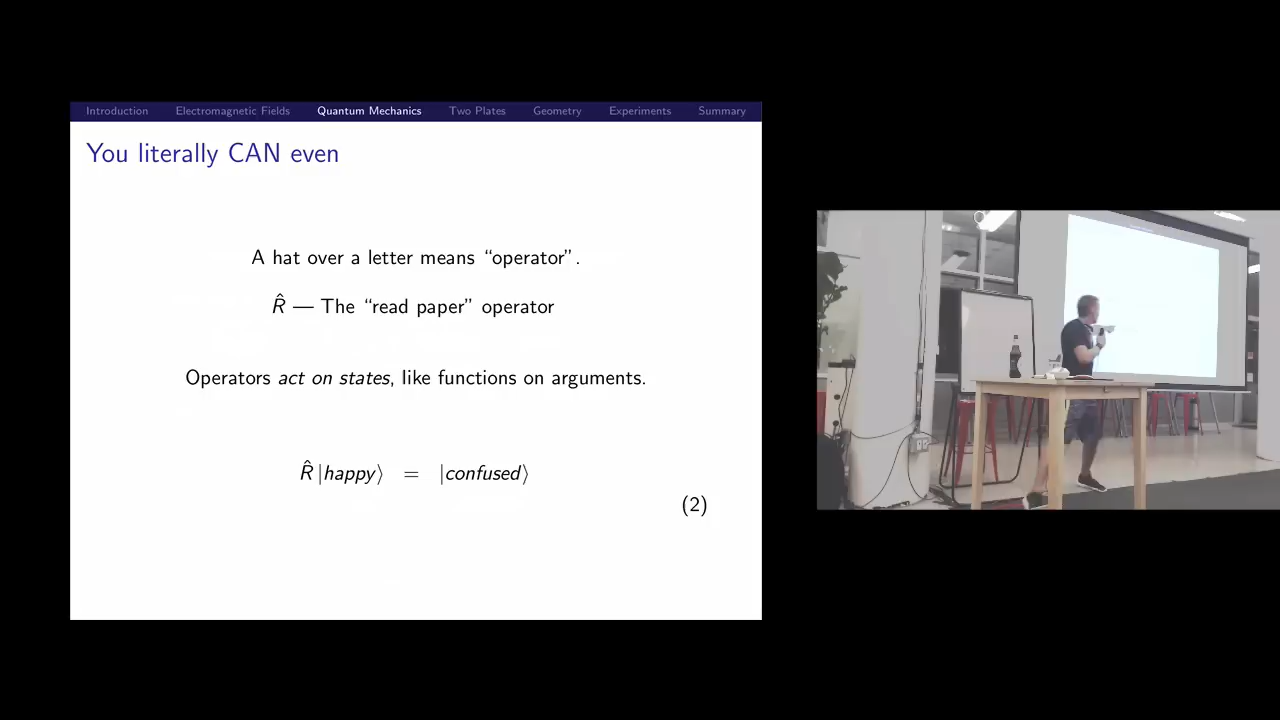 Introduction Electromagnetic Fields Quantum Mechanics Two Plates Geometry Experiments Summary
You literally CAN even
A hat over a letter means “operator”.
R̂ — The “read paper” operator
Operators act on states, like functions on arguments.
R̂ |happy⟩ = |confused⟩
(2)